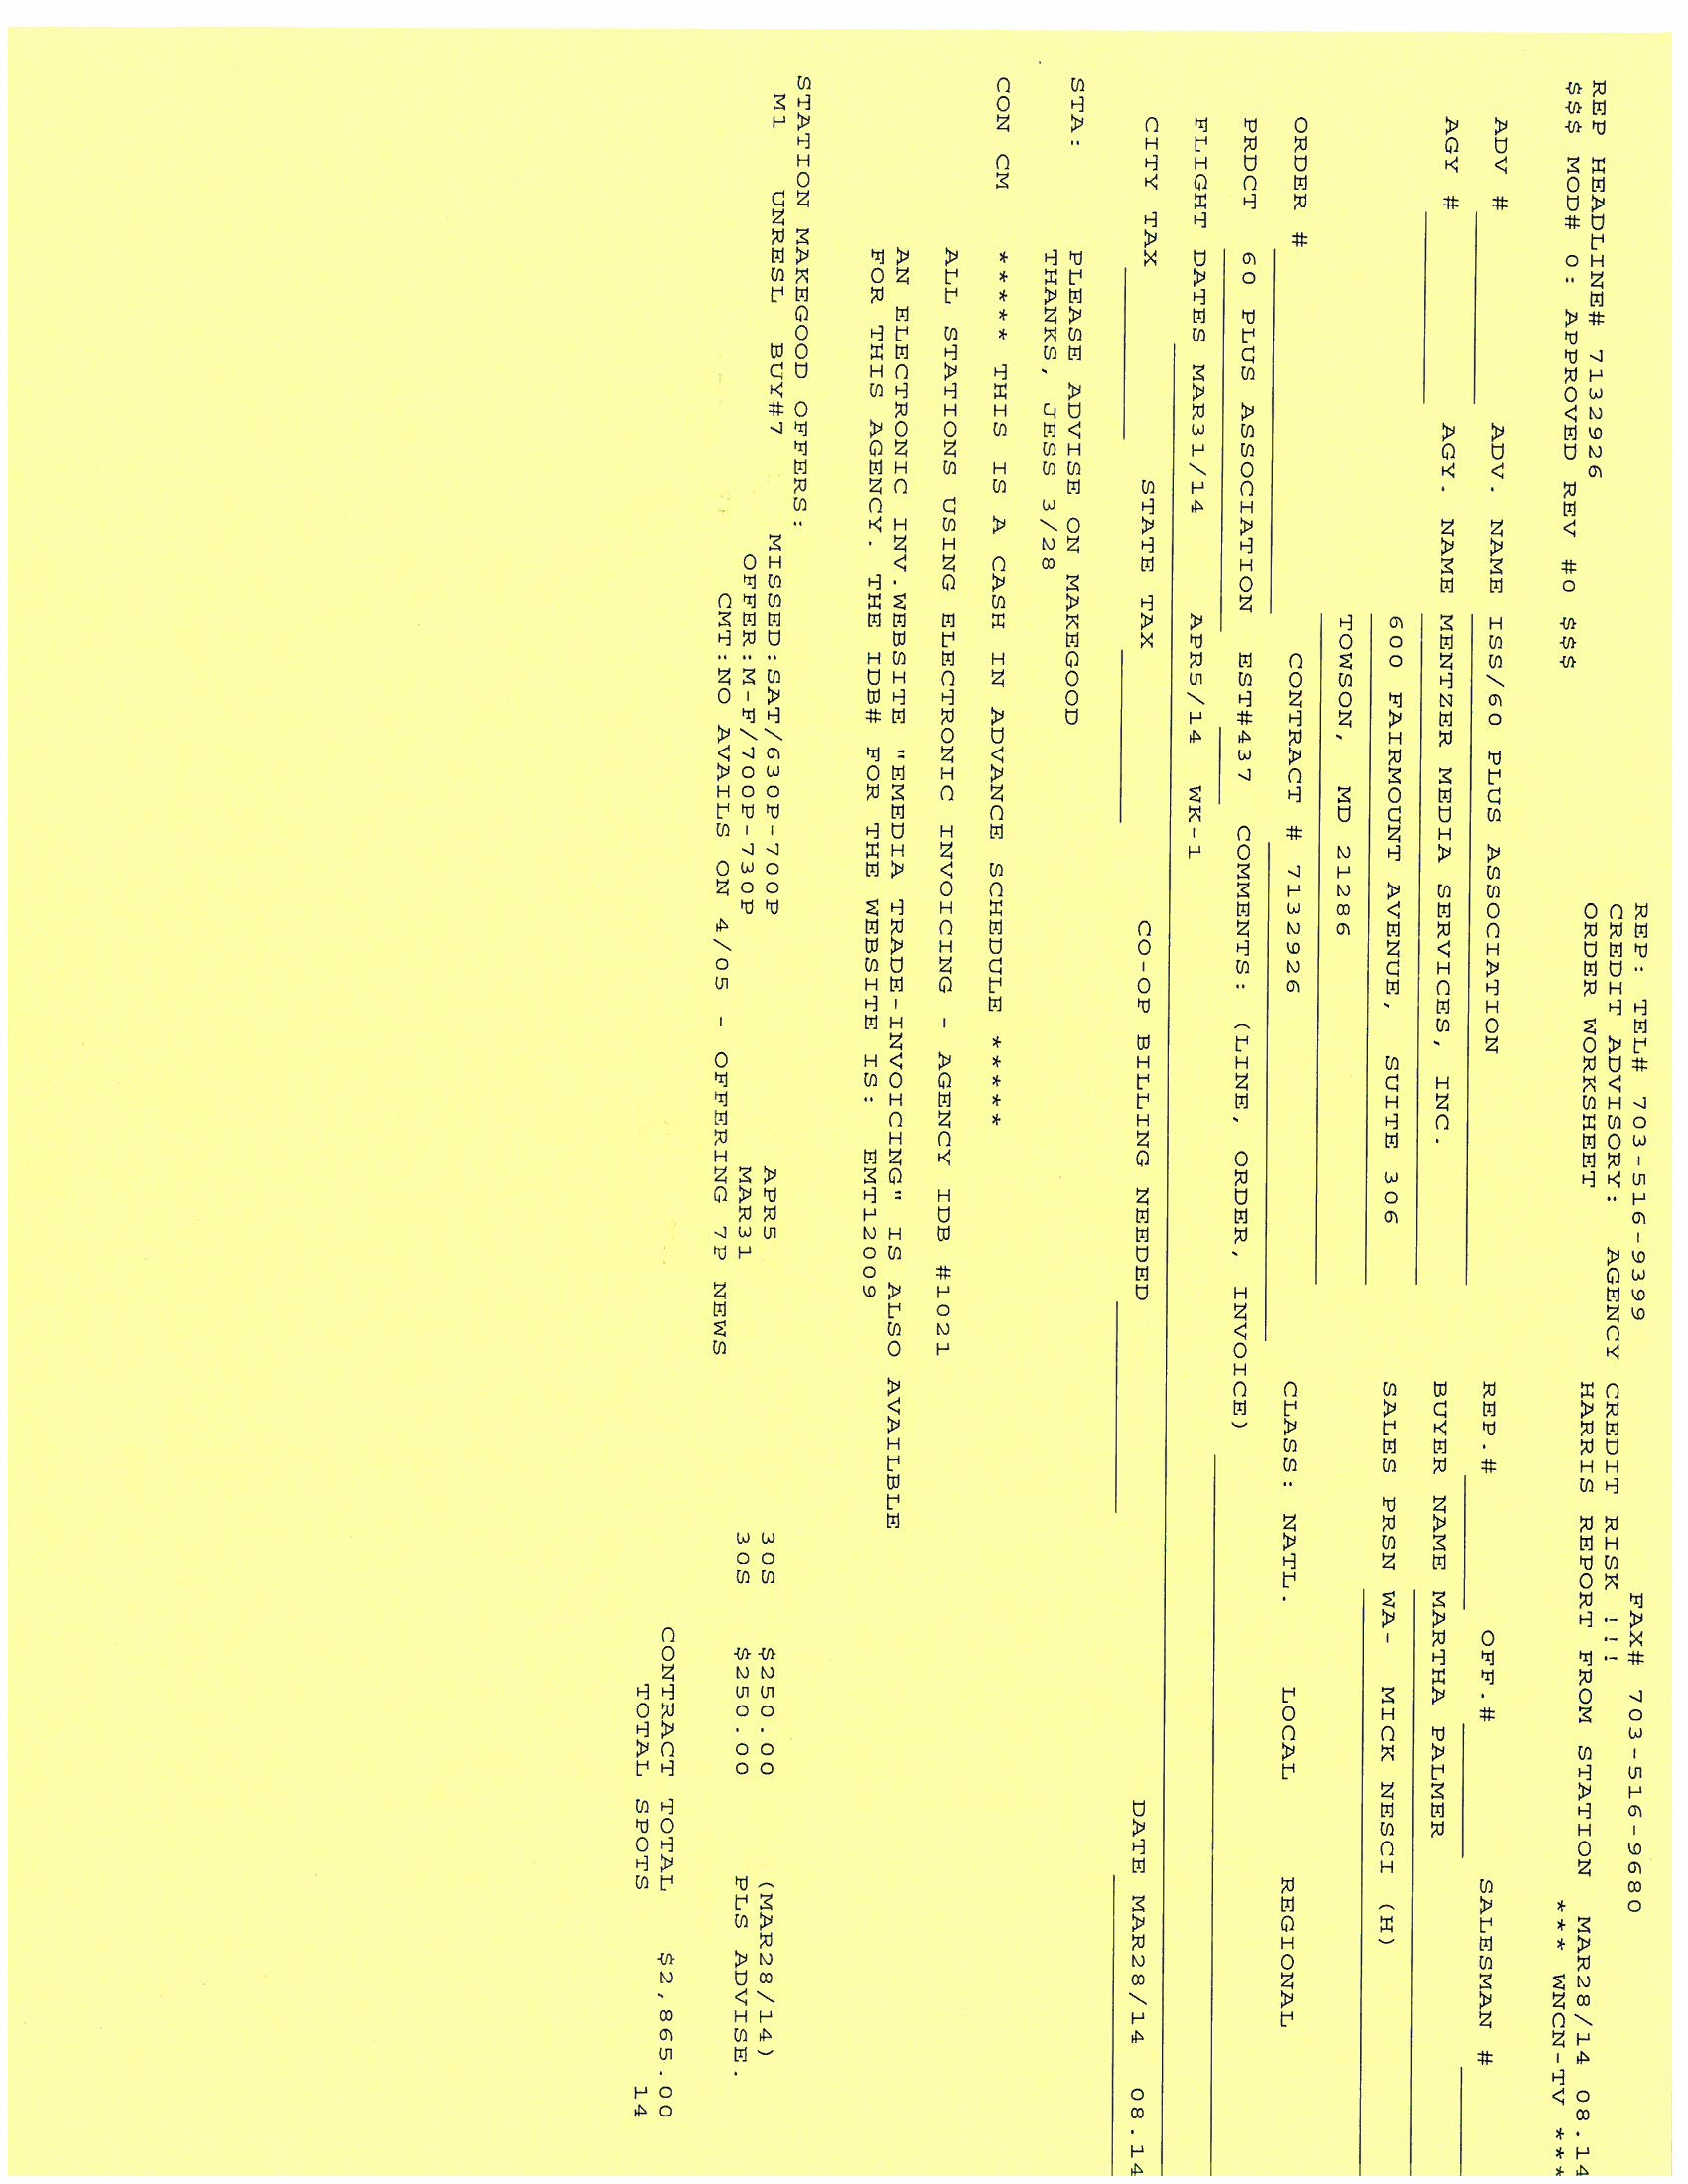 REP: TEL# 703-516-9399 FAX# 703-516-9680
CREDIT ADVISORY: AGENCY CREDIT RISK !!!
REP HEADLINE# 7132926 ORDER WORKSHEET HARRIS REPORT FROM STATION MAR28/14 08.14
$$$ MOD# 0: APPROVED REV #0 $$$ *** WNCN-TV ***
ADV # ADV. NAME ISS/60 PLUS ASSOCIATION REP.# OFF.# SALESMAN #
AGY # AGY. NAME MENTZER MEDIA SERVICES, INC. BUYER NAME MARTHA PALMER
600 FAIRMOUNT AVENUE, SUITE 306 SALES PRSN WA- MICK NESCI (H)
TOWSON, MD 21286
ORDER # CONTRACT # 7132926 CLASS: NATL. LOCAL REGIONAL
PRDCT 60 PLUS ASSOCIATION EST#437 COMMENTS: (LINE, ORDER, INVOICE)
FLIGHT DATES MAR31/14 APR5/14 WK-1
CITY TAX STATE TAX CO-OP BILLING NEEDED DATE MAR28/14 08.14
STA: PLEASE ADVISE ON MAKEGOOD
THANKS, JESS 3/28
CON CM ***** THIS IS A CASH IN ADVANCE SCHEDULE *****
ALL STATIONS USING ELECTRONIC INVOICING - AGENCY IDB #1021
AN ELECTRONIC INV.WEBSITE "EMEDIA TRADE-INVOICING" IS ALSO AVAILBLE
FOR THIS AGENCY. THE IDB# FOR THE WEBSITE IS: EMT12009
STATION MAKEGOOD OFFERS:
M1 UNRESL BUY#7 MISSED:SAT/630P-700P APR5 30S $250.00 (MAR28/14)
OFFER:M-F/700P-730P MAR31 30S $250.00 PLS ADVISE.
CMT:NO AVAILS ON 4/05 - OFFERING 7P NEWS
CONTRACT TOTAL $2,865.00
TOTAL SPOTS 14